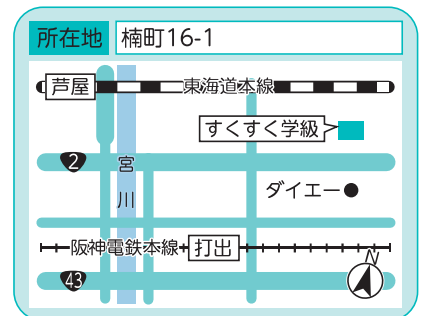 所在地 楠町16-1
芦屋 東海道本線
すくすく学級
2
宮川
ダイエー
阪神電鉄本線 打出
N
43